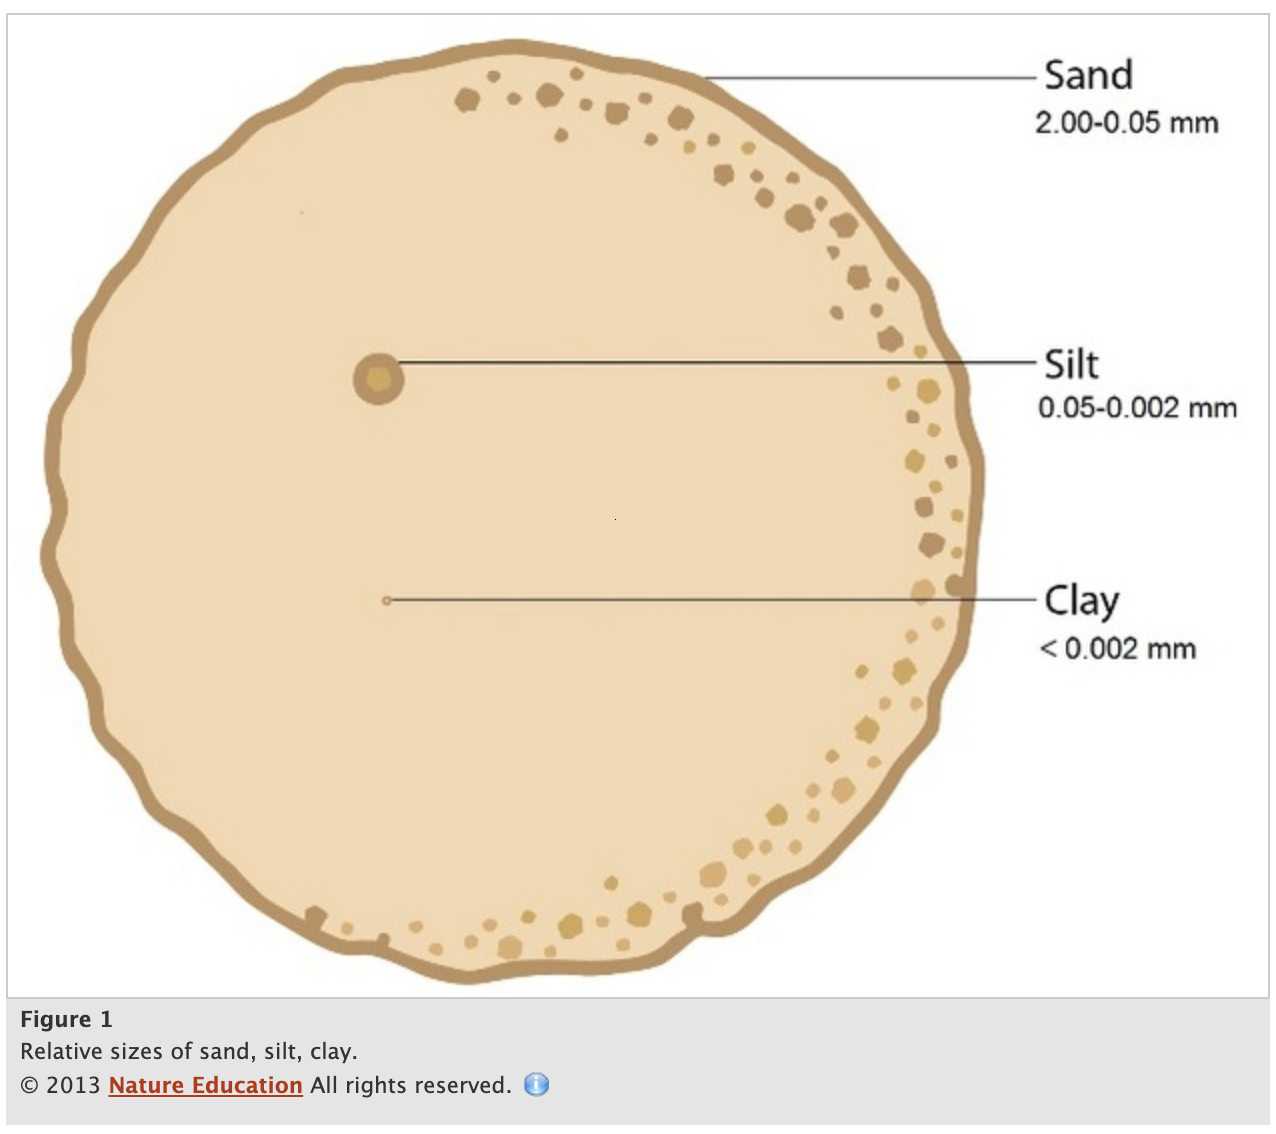 Sand
2.00-0.05 mm
Silt
0.05-0.002 mm
Clay
< 0.002 mm
Figure 1
Relative sizes of sand, silt, clay.
© 2013 Nature Education All rights reserved. i